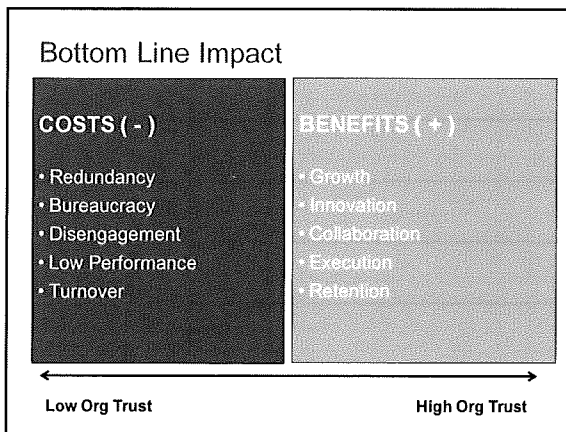 Bottom Line Impact
COSTS ( - )
• Redundancy
• Bureaucracy
• Disengagement
• Low Performance
• Turnover
BENEFITS ( + )
• Growth
• Innovation
• Collaboration
• Execution
• Retention
Low Org Trust
High Org Trust